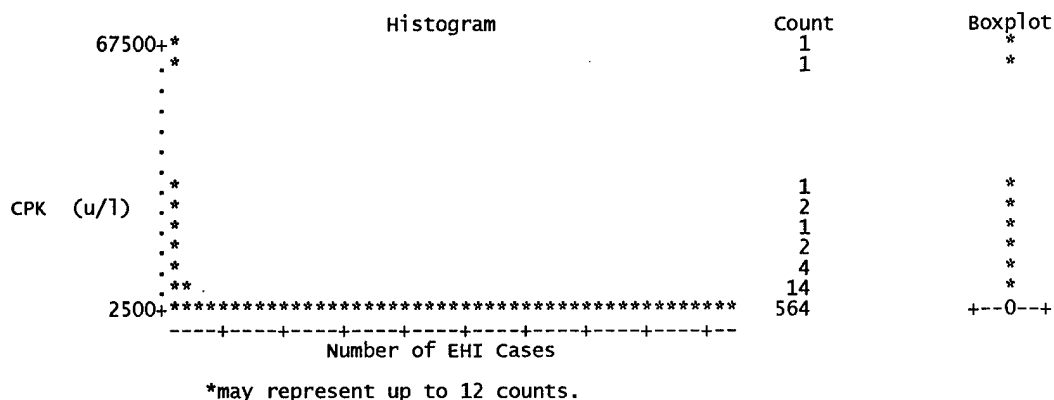 Histogram Count Boxplot
67500+* 1 *
.* 1 *
.
.
.
.
.
.* 1 *
CPK (u/l) .* 2 *
.* 1 *
.* 2 *
.* 4 *
.** 14 *
2500+*********************************************** 564 +--0--+
----+----+----+----+----+----+----+----+----+--
Number of EHI Cases
*may represent up to 12 counts.